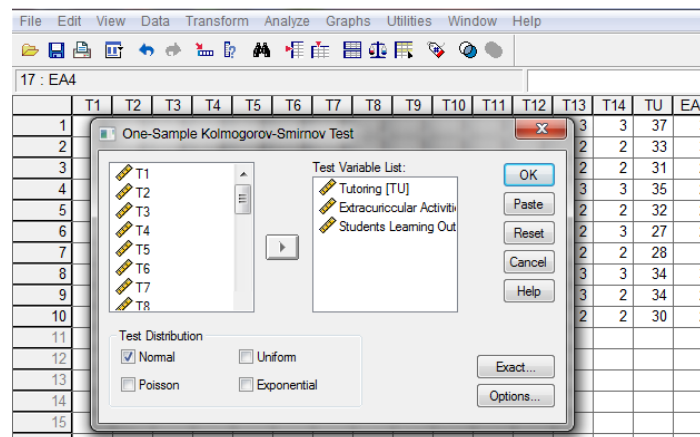 File Edit View Data Transform Analyze Graphs Utilities Window Help
17 : EA4
T1 T2 T3 T4 T5 T6 T7 T8 T9 T10 T11 T12 T13 T14 TU EA
1 3 3 37
2 2 2 33
3 2 2 31
4 3 3 35
5 2 2 32
6 2 3 27
7 2 2 28
8 3 3 34
9 3 2 34
10 2 2 30
11
12
13
14
15
One-Sample Kolmogorov-Smirnov Test
T1
T2
T3
T4
T5
T6
T7
T8
Test Variable List:
Tutoring [TU]
Extracuriccular Activiti
Students Learning Out
OK
Paste
Reset
Cancel
Help
Test Distribution
Normal Uniform
Poisson Exponential
Exact...
Options...